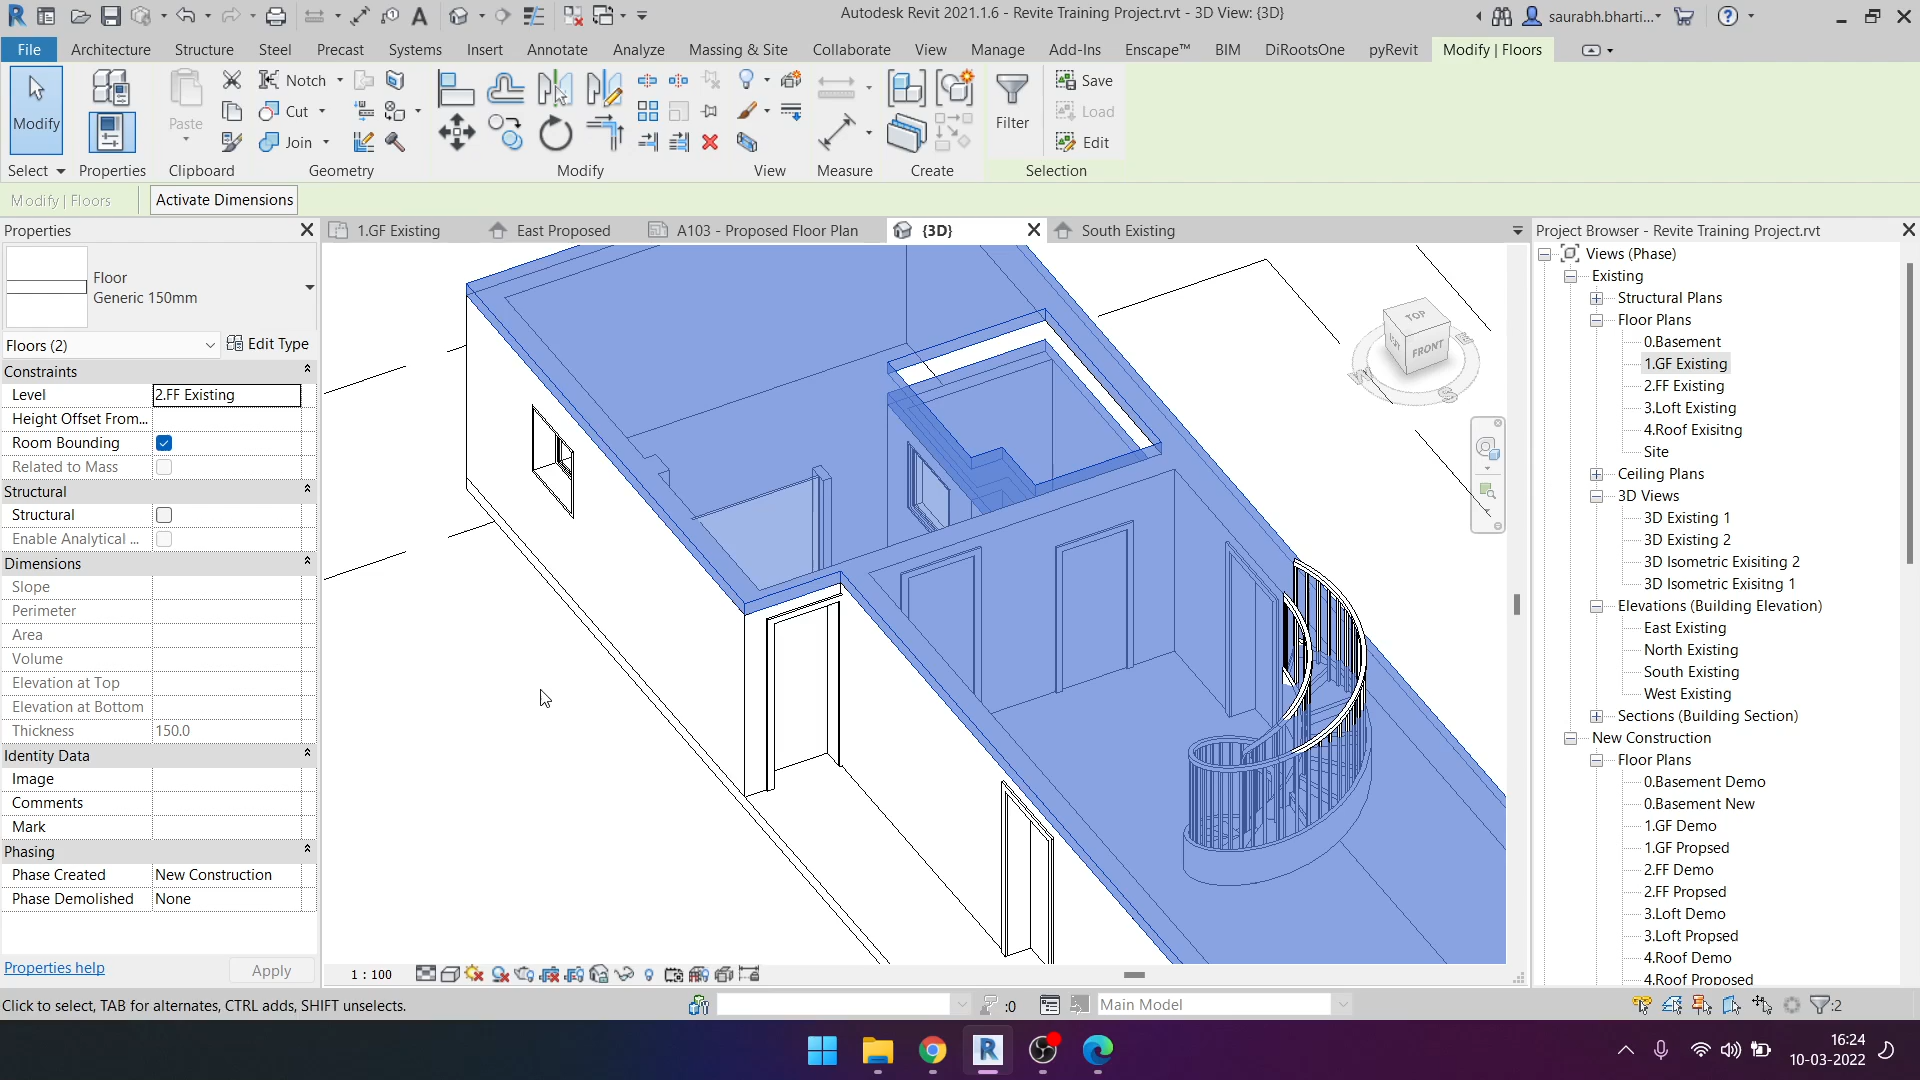 Autodesk Revit 2021.1.6 - Revite Training Project.rvt - 3D View: {3D}
saurabh.bharti...
File Architecture Structure Steel Precast Systems Insert Annotate Analyze Massing & Site Collaborate View Manage Add-Ins Enscape™ BIM DiRootsOne pyRevit Modify | Floors
Modify
Paste
Notch
Cut
Join
Filter
Save
Load
Edit
Select Properties Clipboard Geometry Modify View Measure Create Selection
Modify | Floors
Activate Dimensions
Properties
1.GF Existing
East Proposed
A103 - Proposed Floor Plan
{3D}
South Existing
Project Browser - Revite Training Project.rvt
Floor
Generic 150mm
Floors (2)
Edit Type
Constraints
Level 2.FF Existing
Height Offset From...
Room Bounding
Related to Mass
Structural
Structural
Enable Analytical ...
Dimensions
Slope
Perimeter
Area
Volume
Elevation at Top
Elevation at Bottom
Thickness 150.0
Identity Data
Image
Comments
Mark
Phasing
Phase Created New Construction
Phase Demolished None
Properties help
Apply
TOP
FRONT
W
S
E
1 : 100
Views (Phase)
Existing
Structural Plans
Floor Plans
0.Basement
1.GF Existing
2.FF Existing
3.Loft Existing
4.Roof Exisitng
Site
Ceiling Plans
3D Views
3D Existing 1
3D Existing 2
3D Isometric Exisiting 2
3D Isometric Exisitng 1
Elevations (Building Elevation)
East Existing
North Existing
South Existing
West Existing
Sections (Building Section)
New Construction
Floor Plans
0.Basement Demo
0.Basement New
1.GF Demo
1.GF Propsed
2.FF Demo
2.FF Propsed
3.Loft Demo
3.Loft Propsed
4.Roof Demo
4.Roof Proposed
Click to select, TAB for alternates, CTRL adds, SHIFT unselects.
:0
Main Model
:2
16:24
10-03-2022